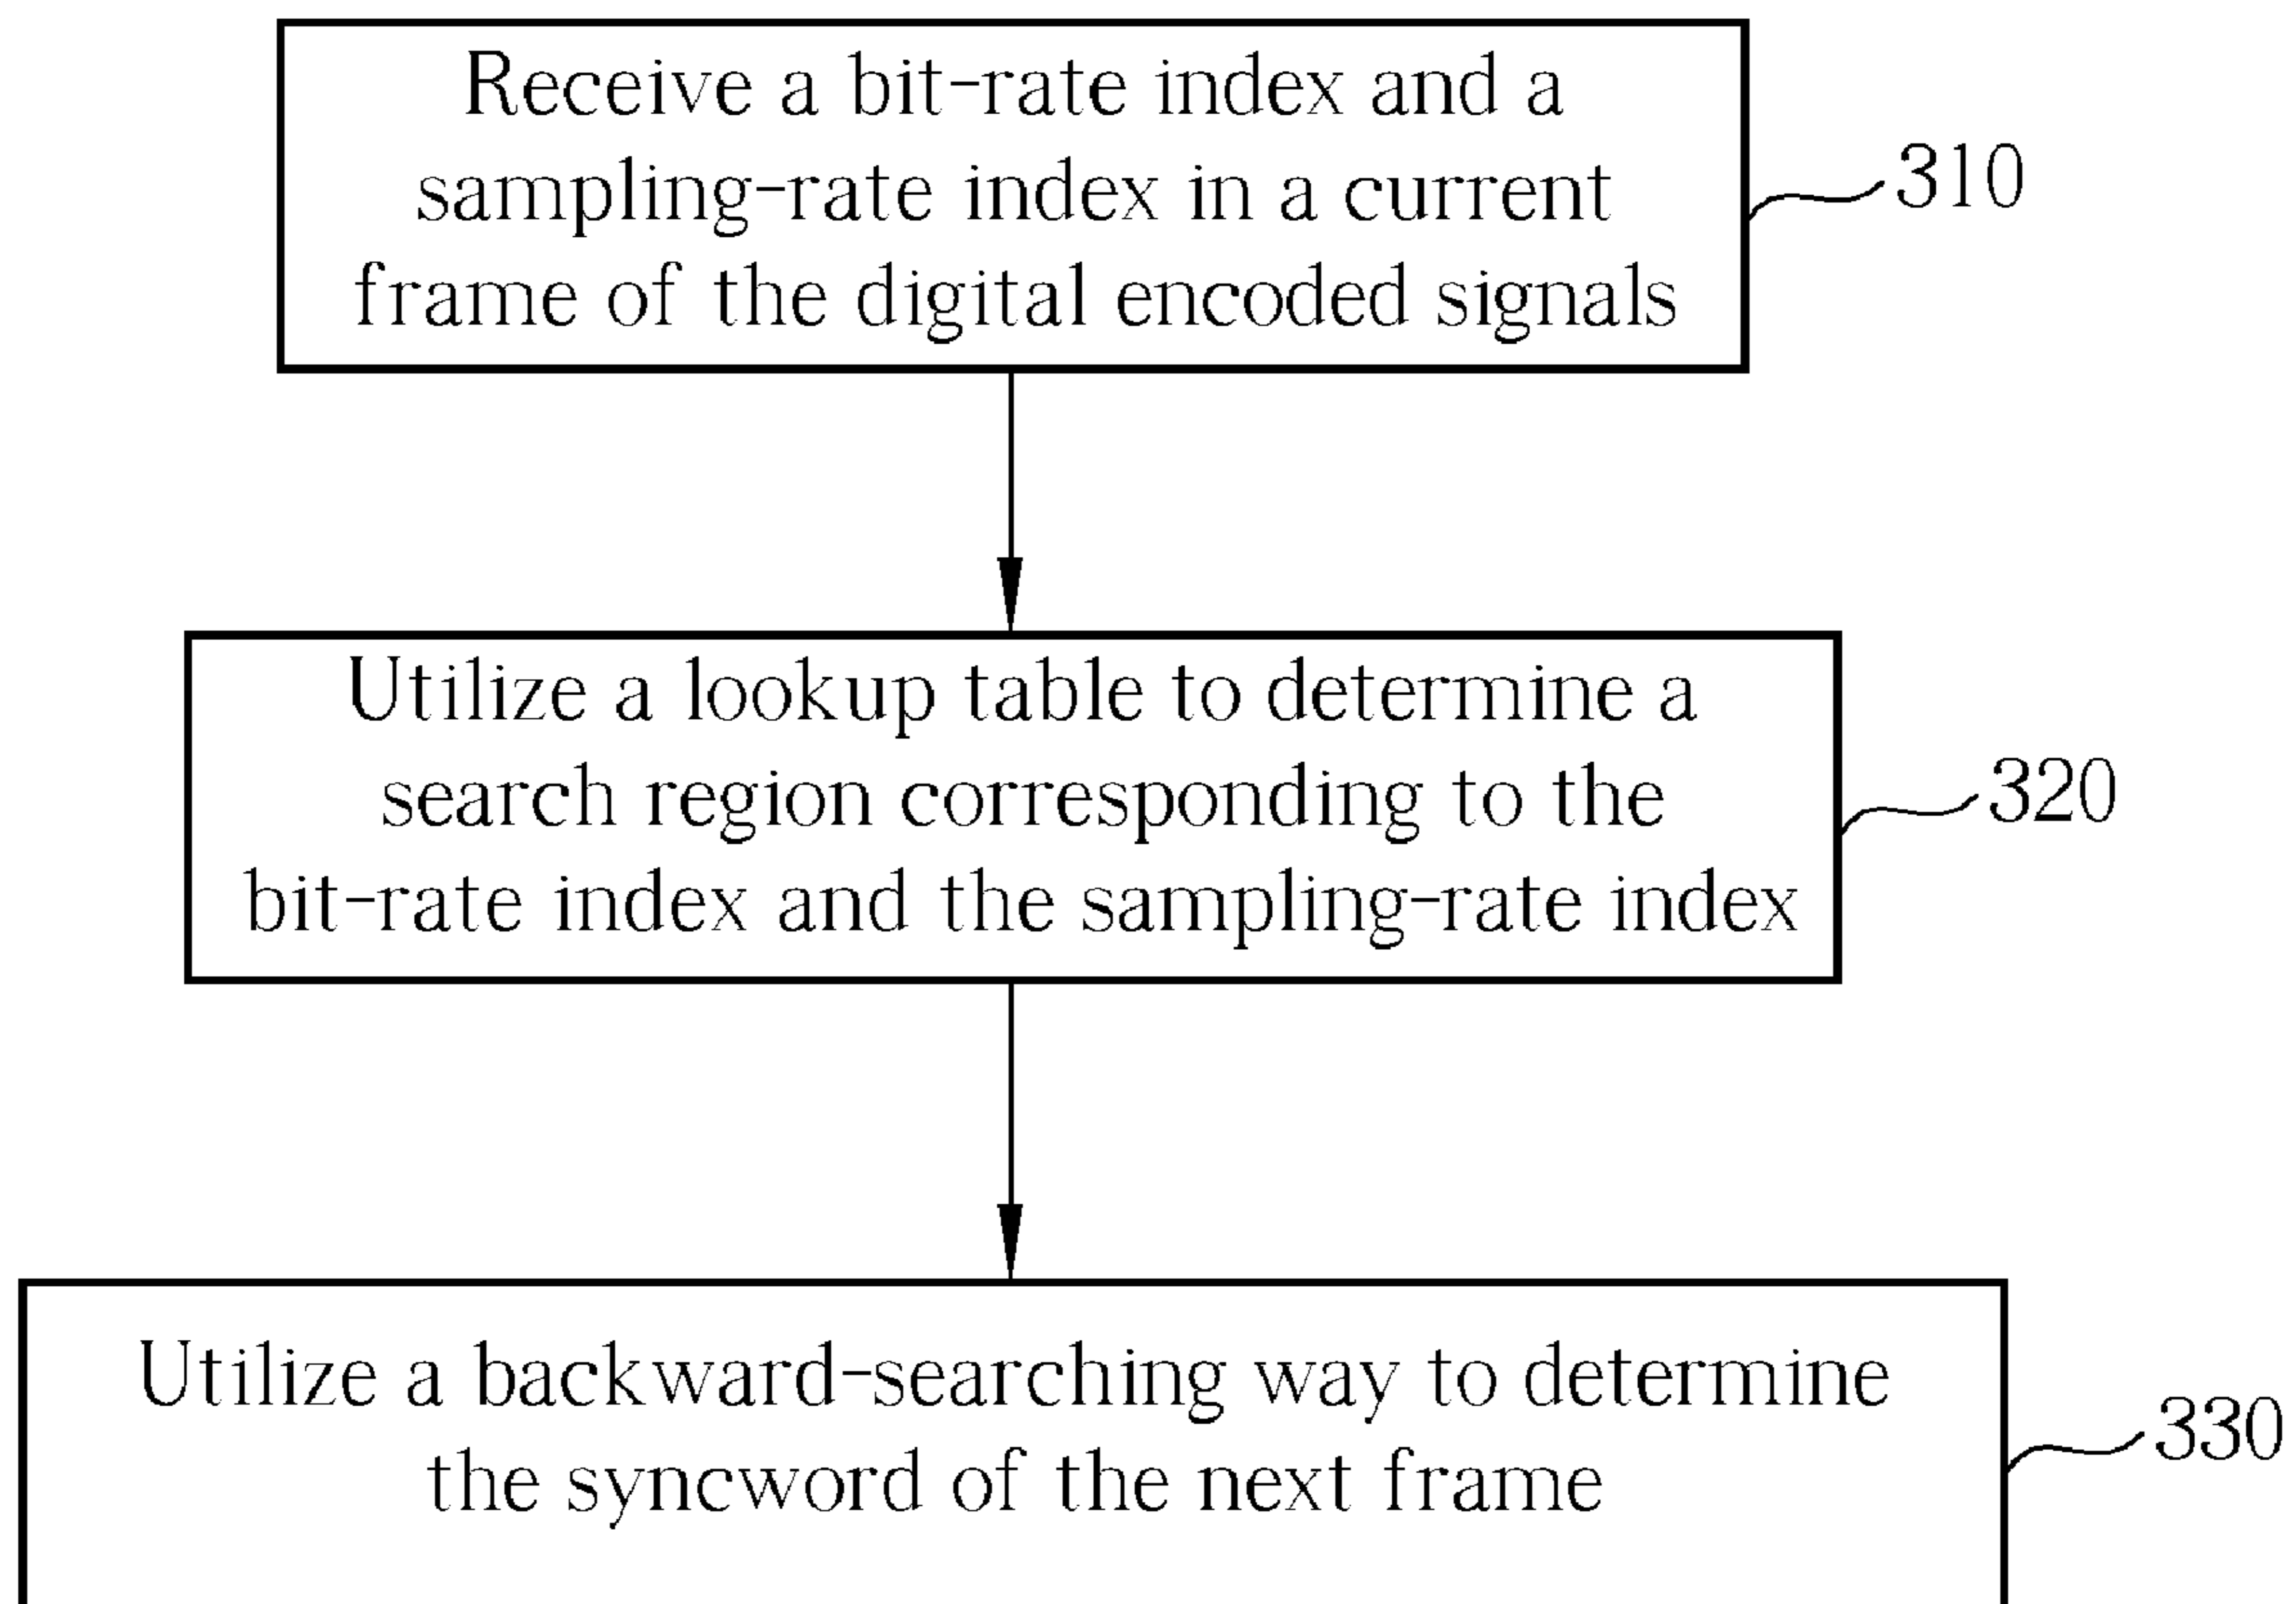 Receive a bit-rate index and a
sampling-rate index in a current
frame of the digital encoded signals
310
Utilize a lookup table to determine a
search region corresponding to the
bit-rate index and the sampling-rate index
320
Utilize a backward-searching way to determine
the syncword of the next frame
330